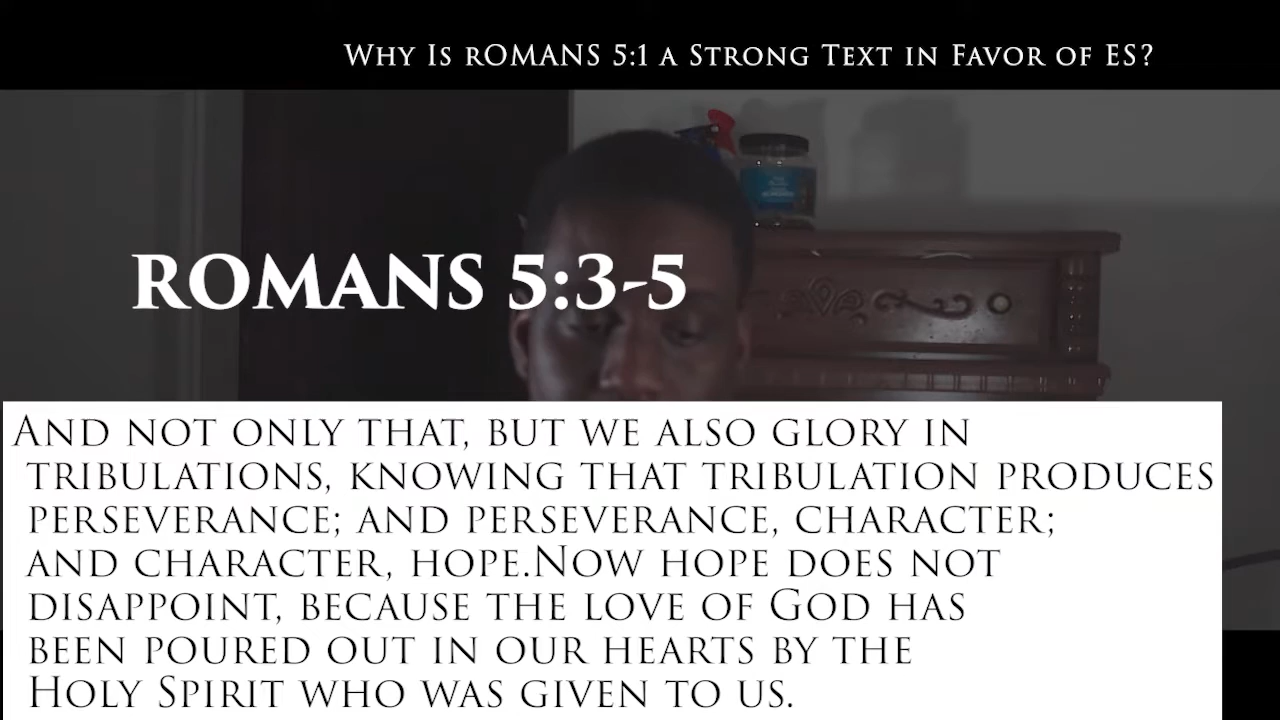 Why Is rOMANS 5:1 a Strong Text in Favor of ES?
ROMANS 5:3-5
And not only that, but we also glory in
tribulations, knowing that tribulation produces
perseverance; and perseverance, character;
and character, hope.Now hope does not
disappoint, because the love of God has
been poured out in our hearts by the
Holy Spirit who was given to us.